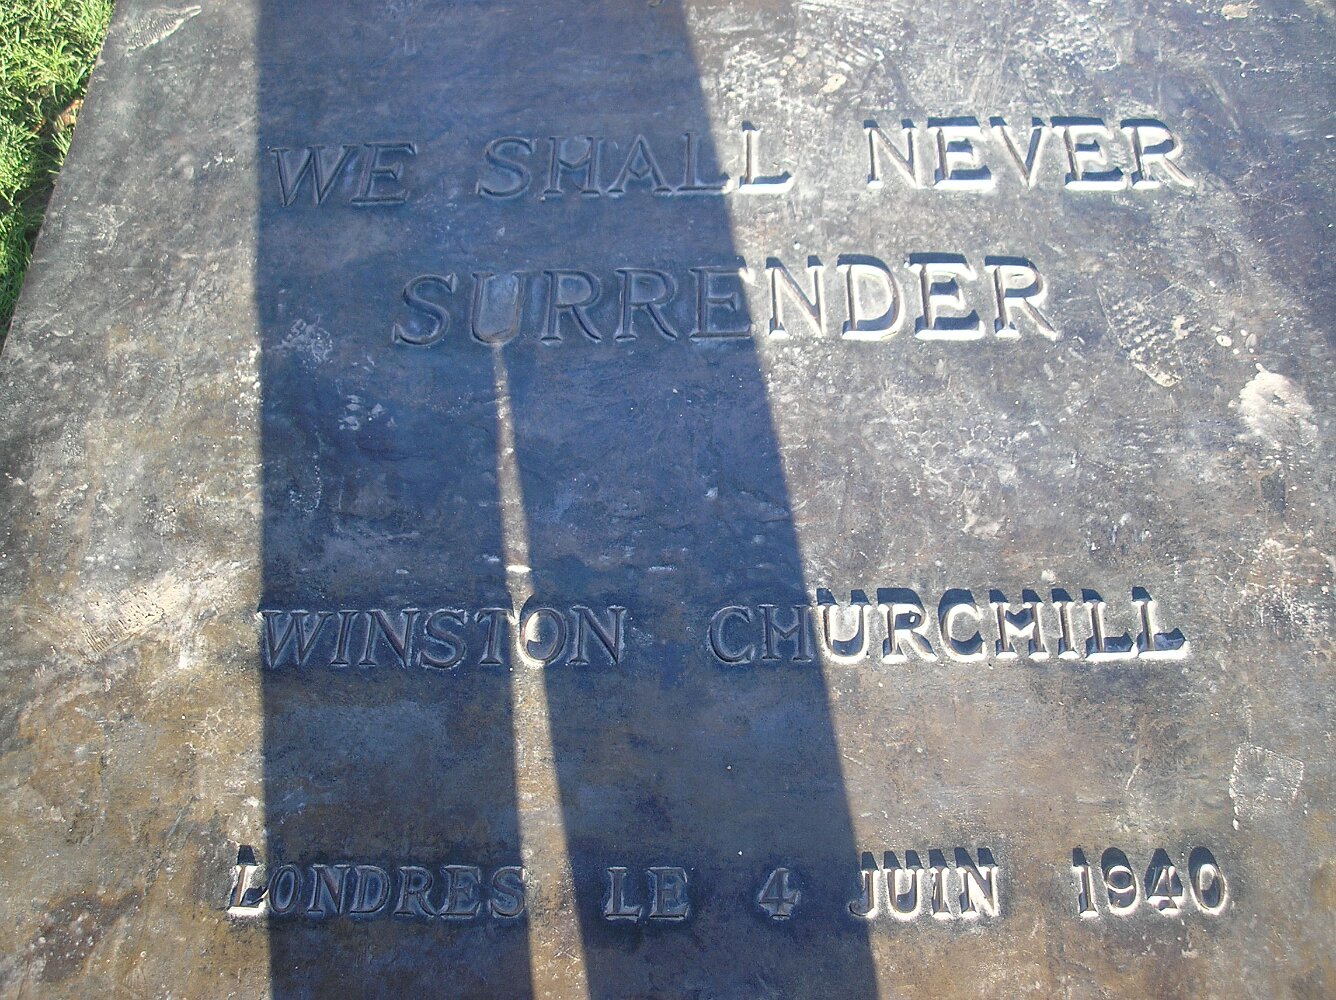 WE SHALL NEVER
SURRENDER
WINSTON CHURCHILL
LONDRES LE 4 JUIN 1940